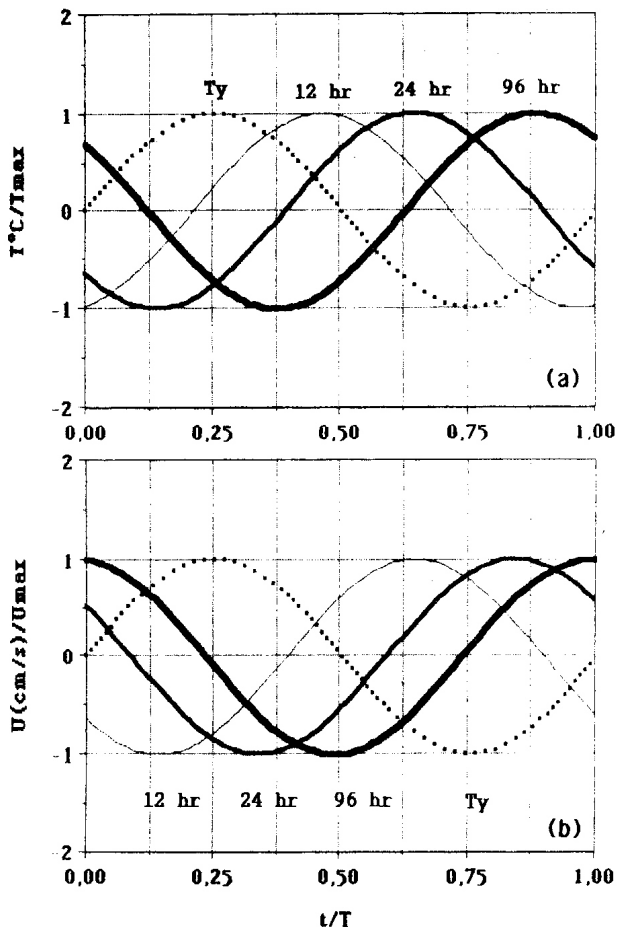 2
Ty 12 hr 24 hr 96 hr
1
T°C/Tmax
0
-1
(a)
-2
0,00 0,25 0,50 0,75 1,00
2
1
U(cm/s)/Umax
0
-1
12 hr 24 hr 96 hr Ty
(b)
-2
0,00 0,25 0,50 0,75 1,00
t/T